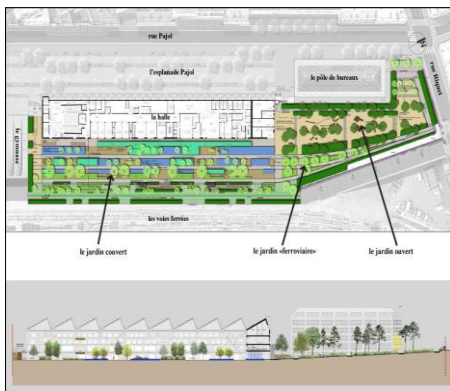 rue Pajol
rue Riquet
l'esplanade Pajol
le pôle de bureaux
la halle
le gymnase
les voies ferrées
le jardin couvert
le jardin «ferroviaire»
le jardin ouvert